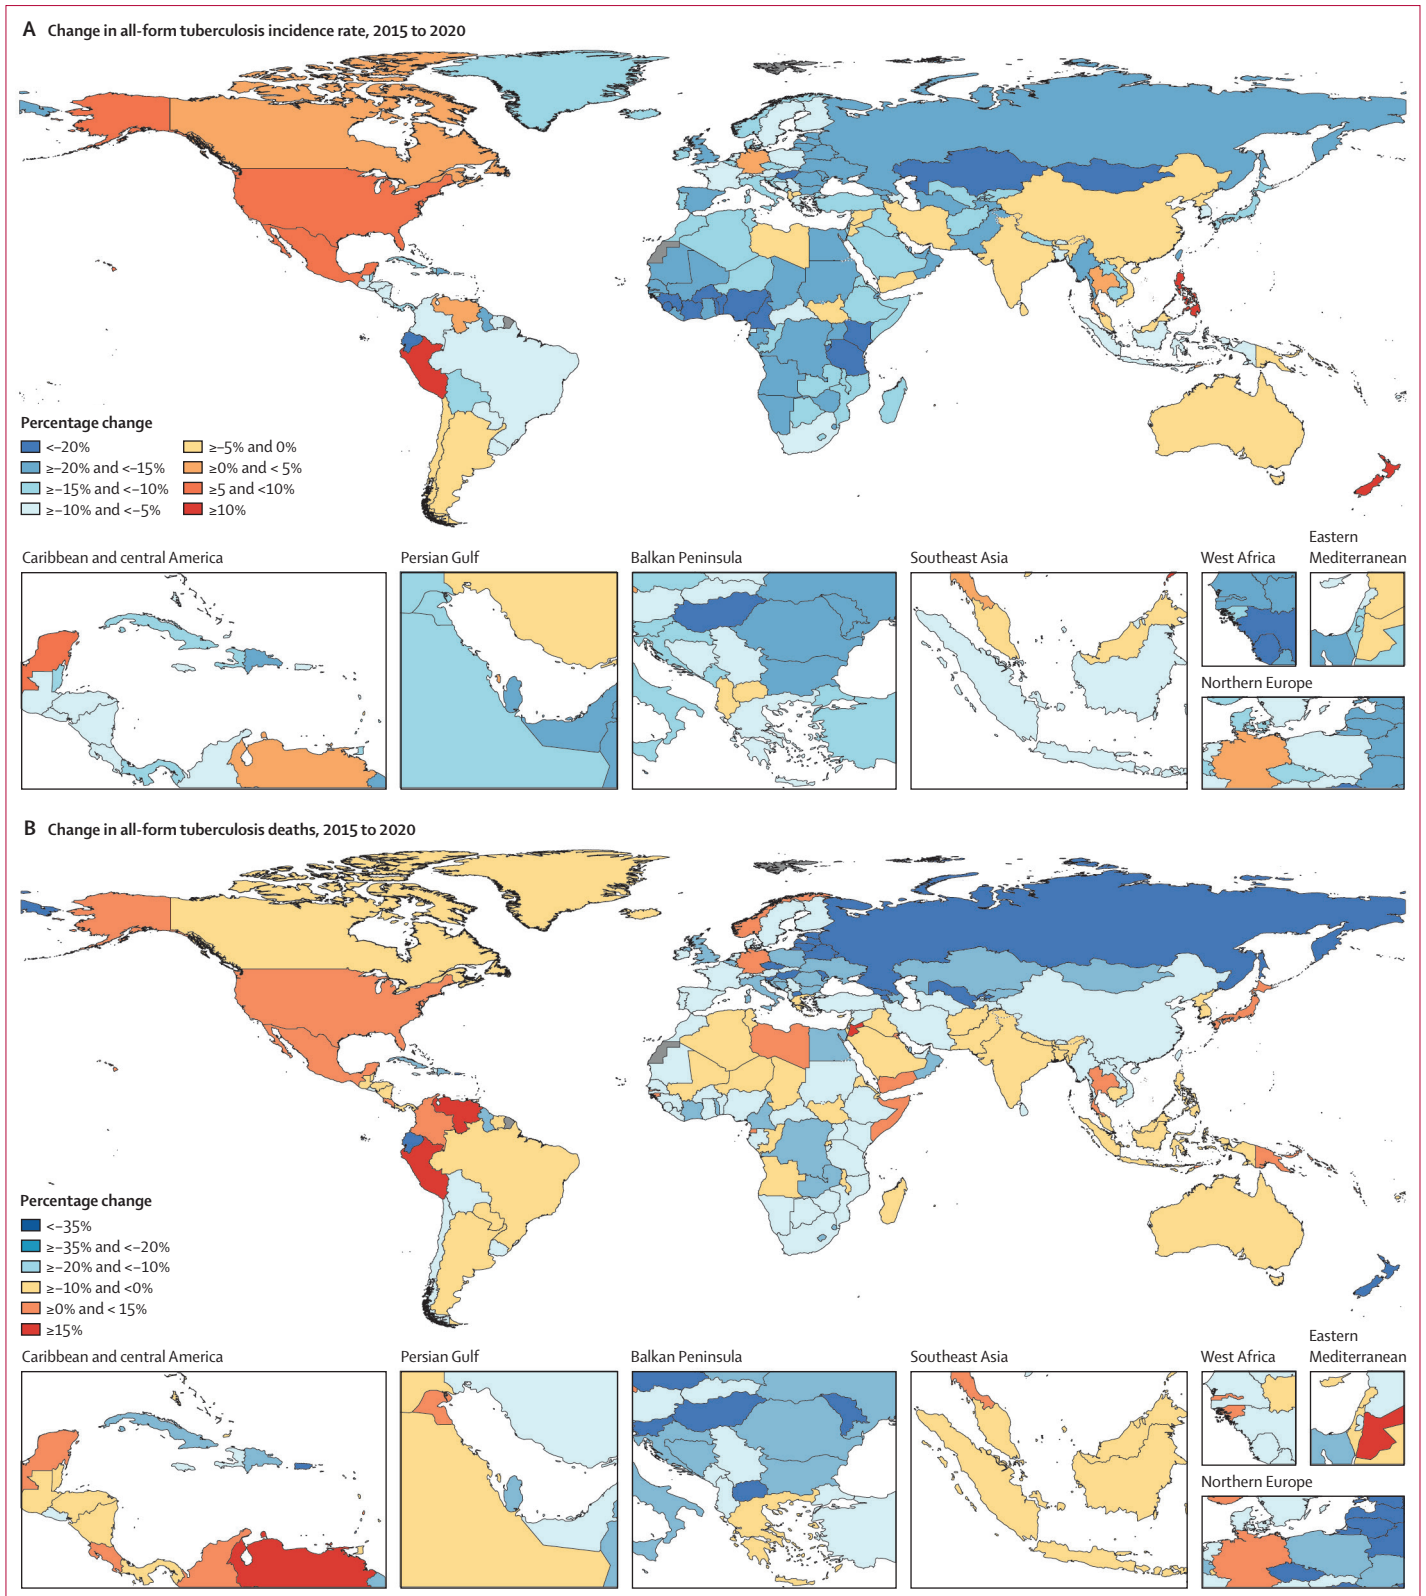 A Change in all-form tuberculosis incidence rate, 2015 to 2020
Percentage change
<–20%
≥–20% and <–15%
≥–15% and <–10%
≥–10% and <–5%
≥–5% and 0%
≥0% and < 5%
≥5 and <10%
≥10%
Caribbean and central America
Persian Gulf
Balkan Peninsula
Southeast Asia
West Africa
Eastern
Mediterranean
Northern Europe
B Change in all-form tuberculosis deaths, 2015 to 2020
Percentage change
<–35%
≥–35% and <–20%
≥–20% and <–10%
≥–10% and <0%
≥0% and < 15%
≥15%
Caribbean and central America
Persian Gulf
Balkan Peninsula
Southeast Asia
West Africa
Eastern
Mediterranean
Northern Europe